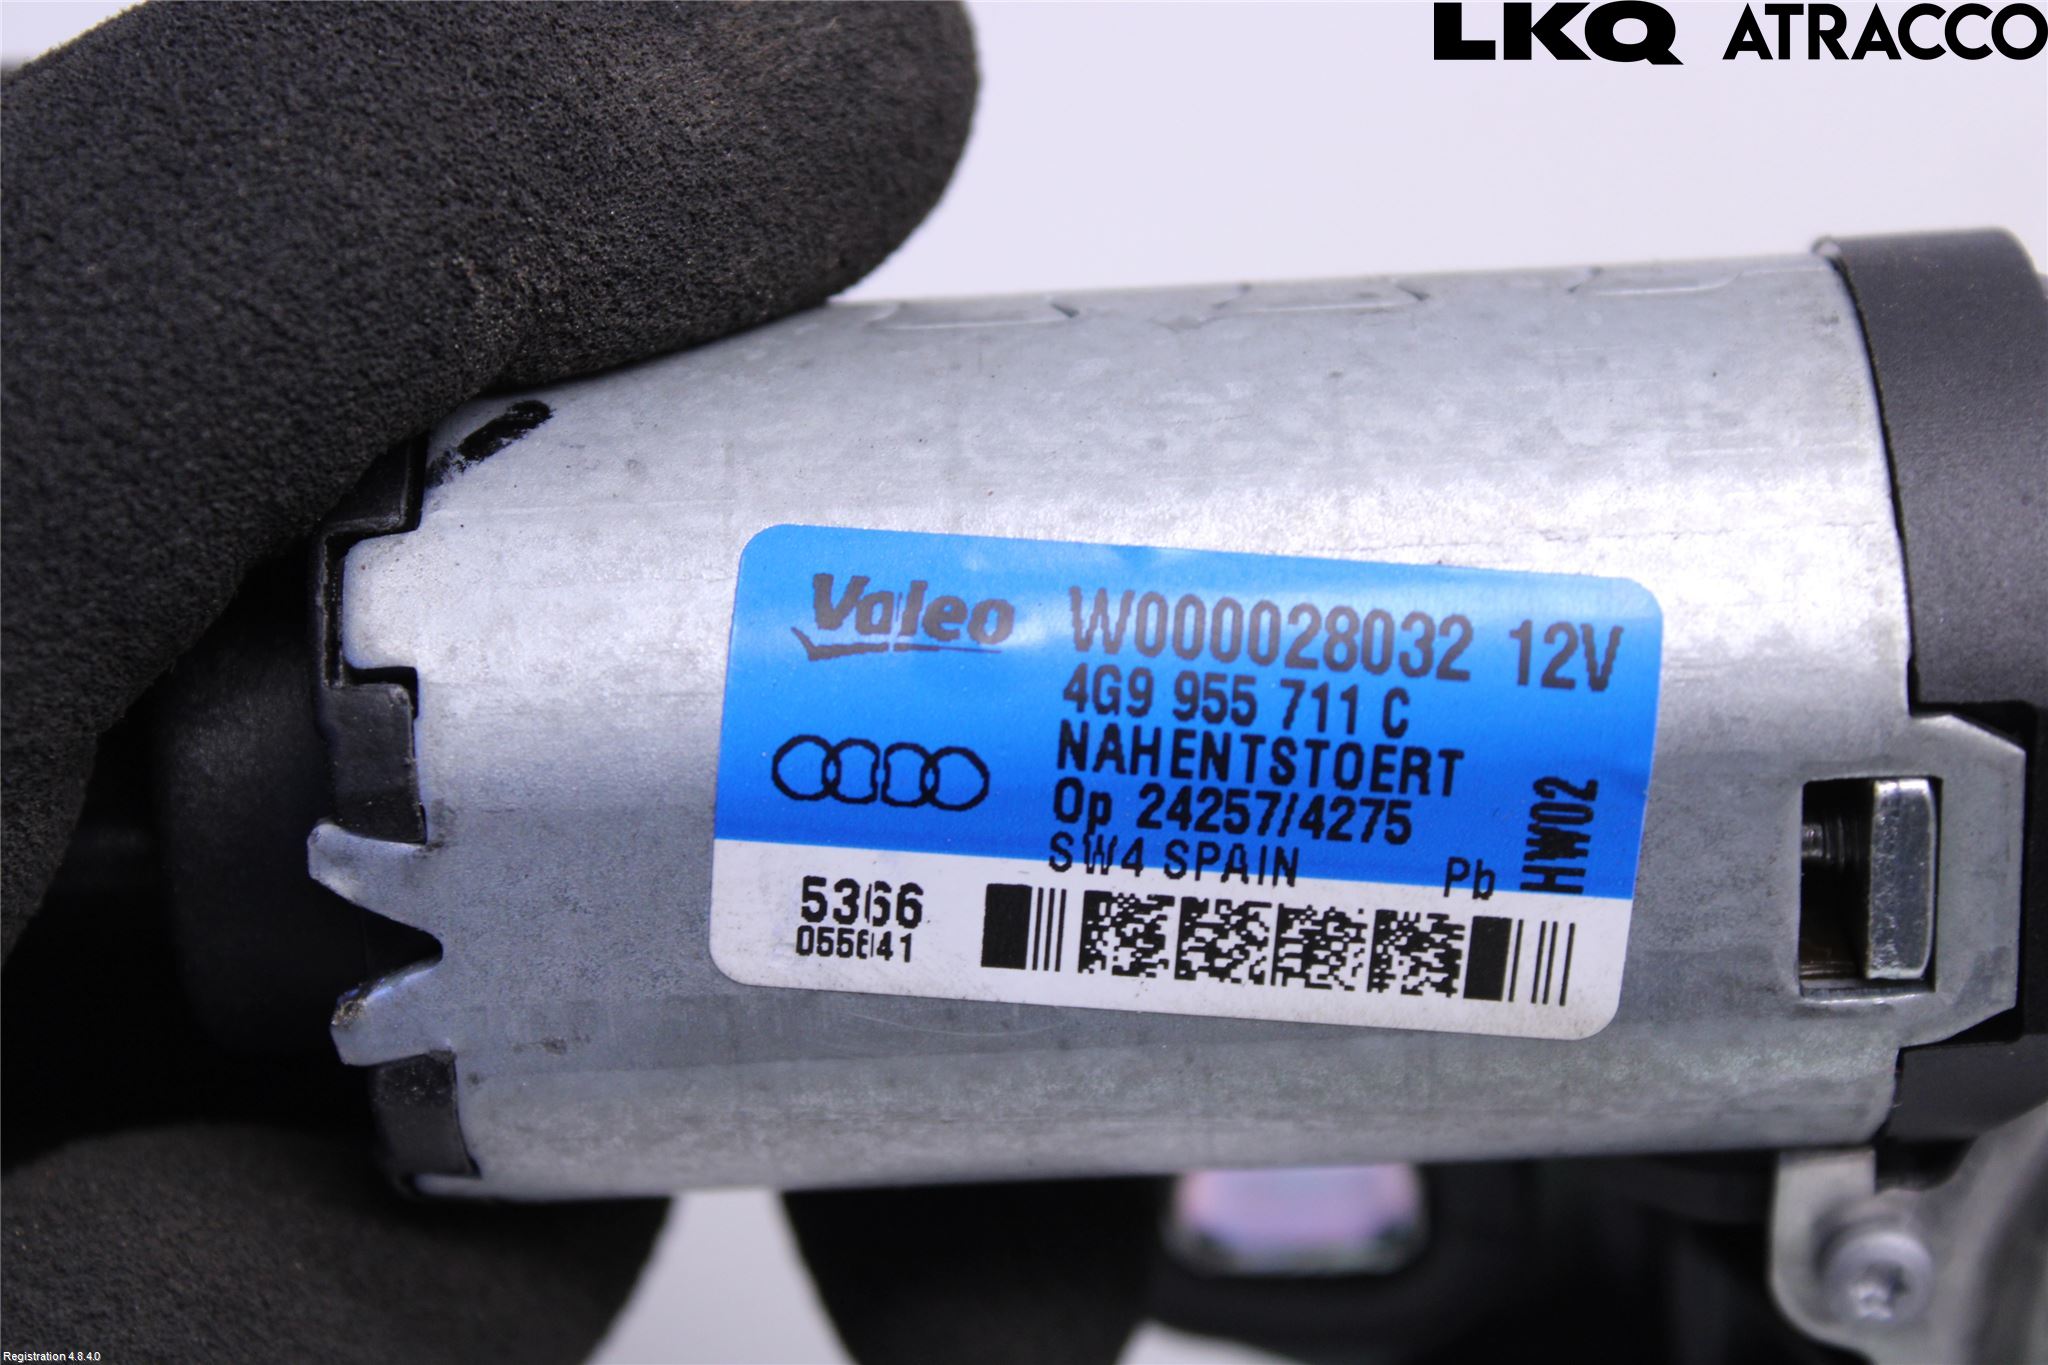 LKQ ATRACCO
Valeo W000028032 12V
4G9 955 711 C
NAHENTSTOERT
Op 24257/4275
SW4 SPAIN Pb HW02
5366
Registration 4.8.4.0